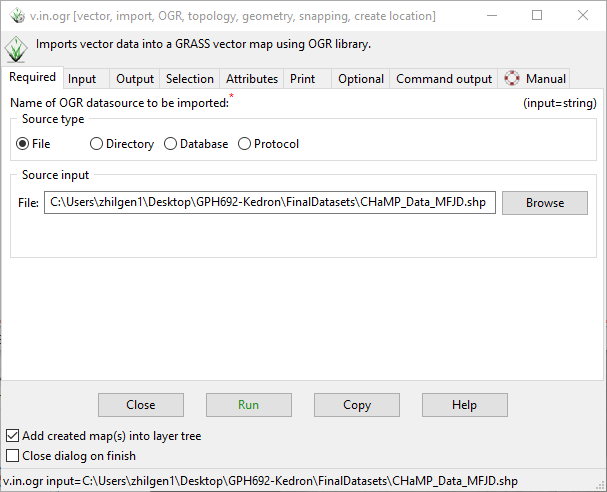 v.in.ogr [vector, import, OGR, topology, geometry, snapping, create location]
Imports vector data into a GRASS vector map using OGR library.
Required Input Output Selection Attributes Print Optional Command output Manual
Name of OGR datasource to be imported:* (input=string)
Source type
File Directory Database Protocol
Source input
File: C:\Users\zhilgen1\Desktop\GPH692-Kedron\FinalDatasets\CHaMP_Data_MFJD.shp Browse
Close Run Copy Help
Add created map(s) into layer tree
Close dialog on finish
v.in.ogr input=C:\Users\zhilgen1\Desktop\GPH692-Kedron\FinalDatasets\CHaMP_Data_MFJD.shp